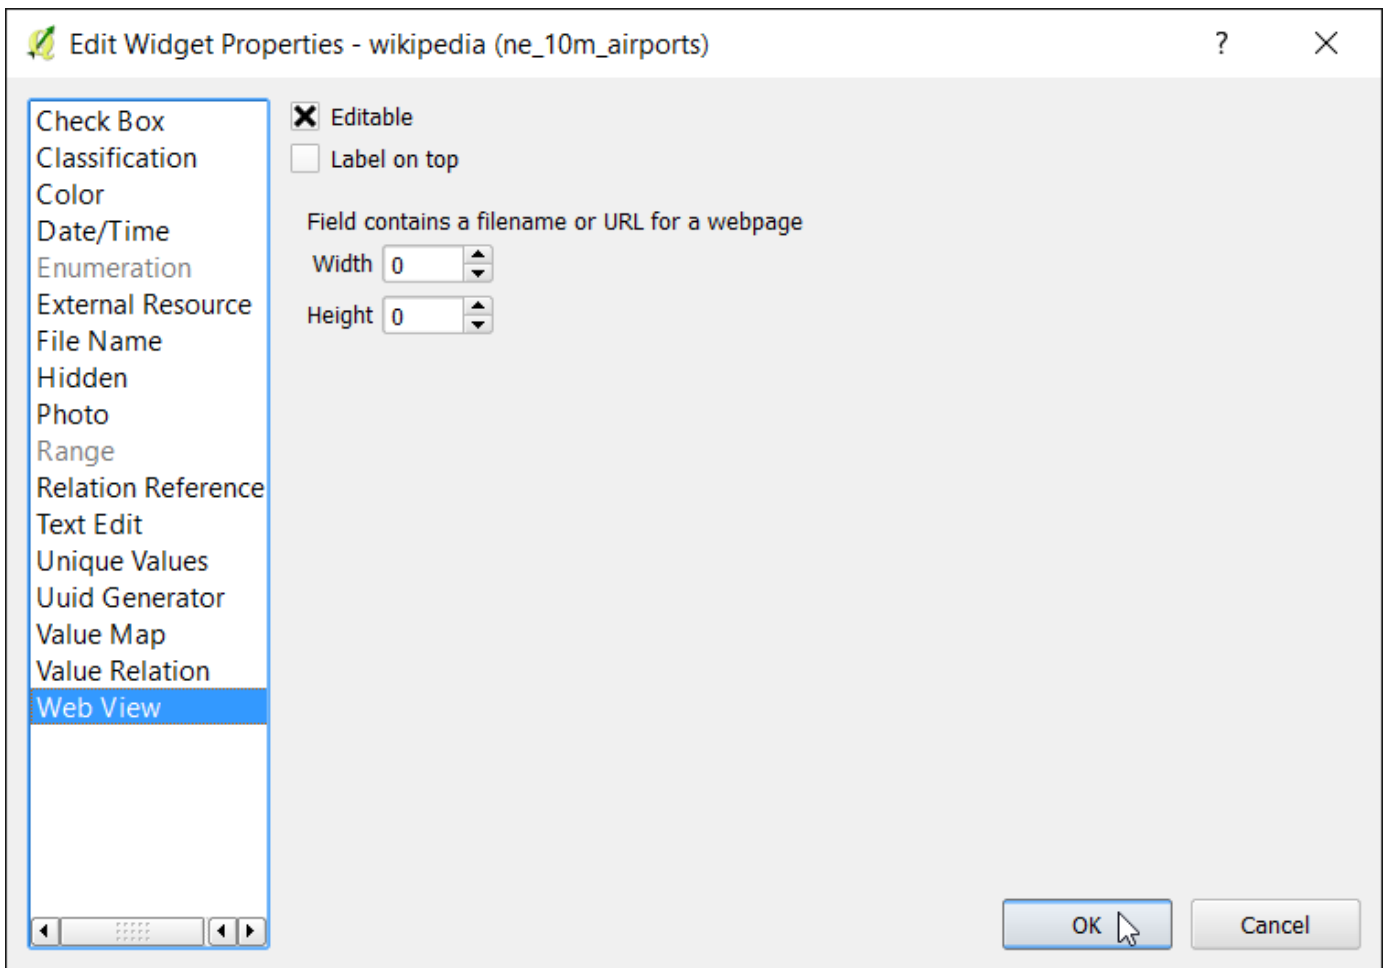 Edit Widget Properties - wikipedia (ne_10m_airports)
?
Check Box
Classification
Color
Date/Time
Enumeration
External Resource
File Name
Hidden
Photo
Range
Relation Reference
Text Edit
Unique Values
Uuid Generator
Value Map
Value Relation
Web View
Editable
Label on top
Field contains a filename or URL for a webpage
Width 0
Height 0
OK
Cancel